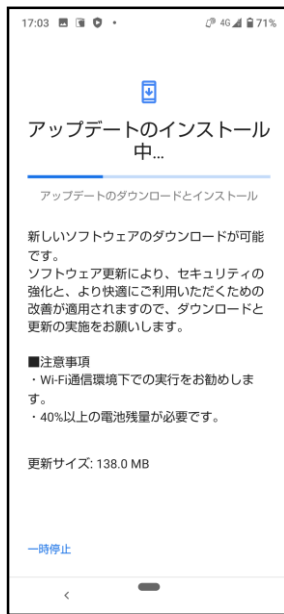 17:03
4G 71%
アップデートのインストール
中...
アップデートのダウンロードとインストール
新しいソフトウェアのダウンロードが可能
です。
ソフトウェア更新により、セキュリティの
強化と、より快適にご利用いただくための
改善が適用されますので、ダウンロードと
更新の実施をお願いします。
■注意事項
・Wi-Fi通信環境下での実行をお勧めしま
す。
・40%以上の電池残量が必要です。
更新サイズ: 138.0 MB
一時停止